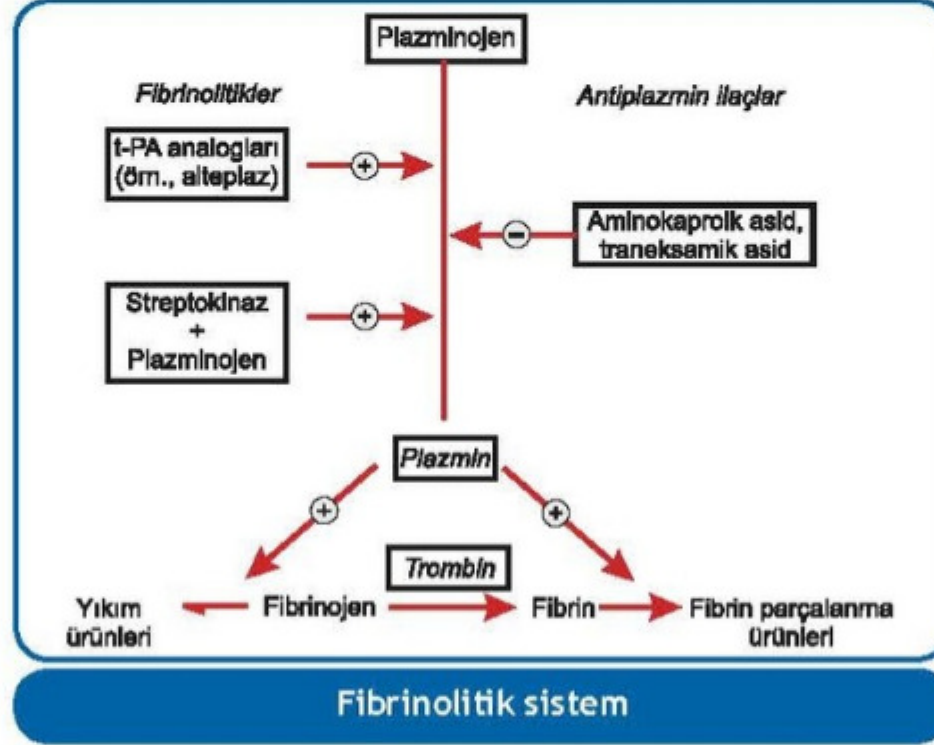 Plazminojen
Fibrinolitikler
Antiplazmin ilaçlar
t-PA analogları
(örn., alteplaz)
+
Aminokaproik asid,
traneksamik asid
−
Streptokinaz
+
Plazminojen
+
Plazmin
+
+
Trombin
Yıkım
ürünleri
Fibrinojen
Fibrin
Fibrin parçalanma
ürünleri
Fibrinolitik sistem